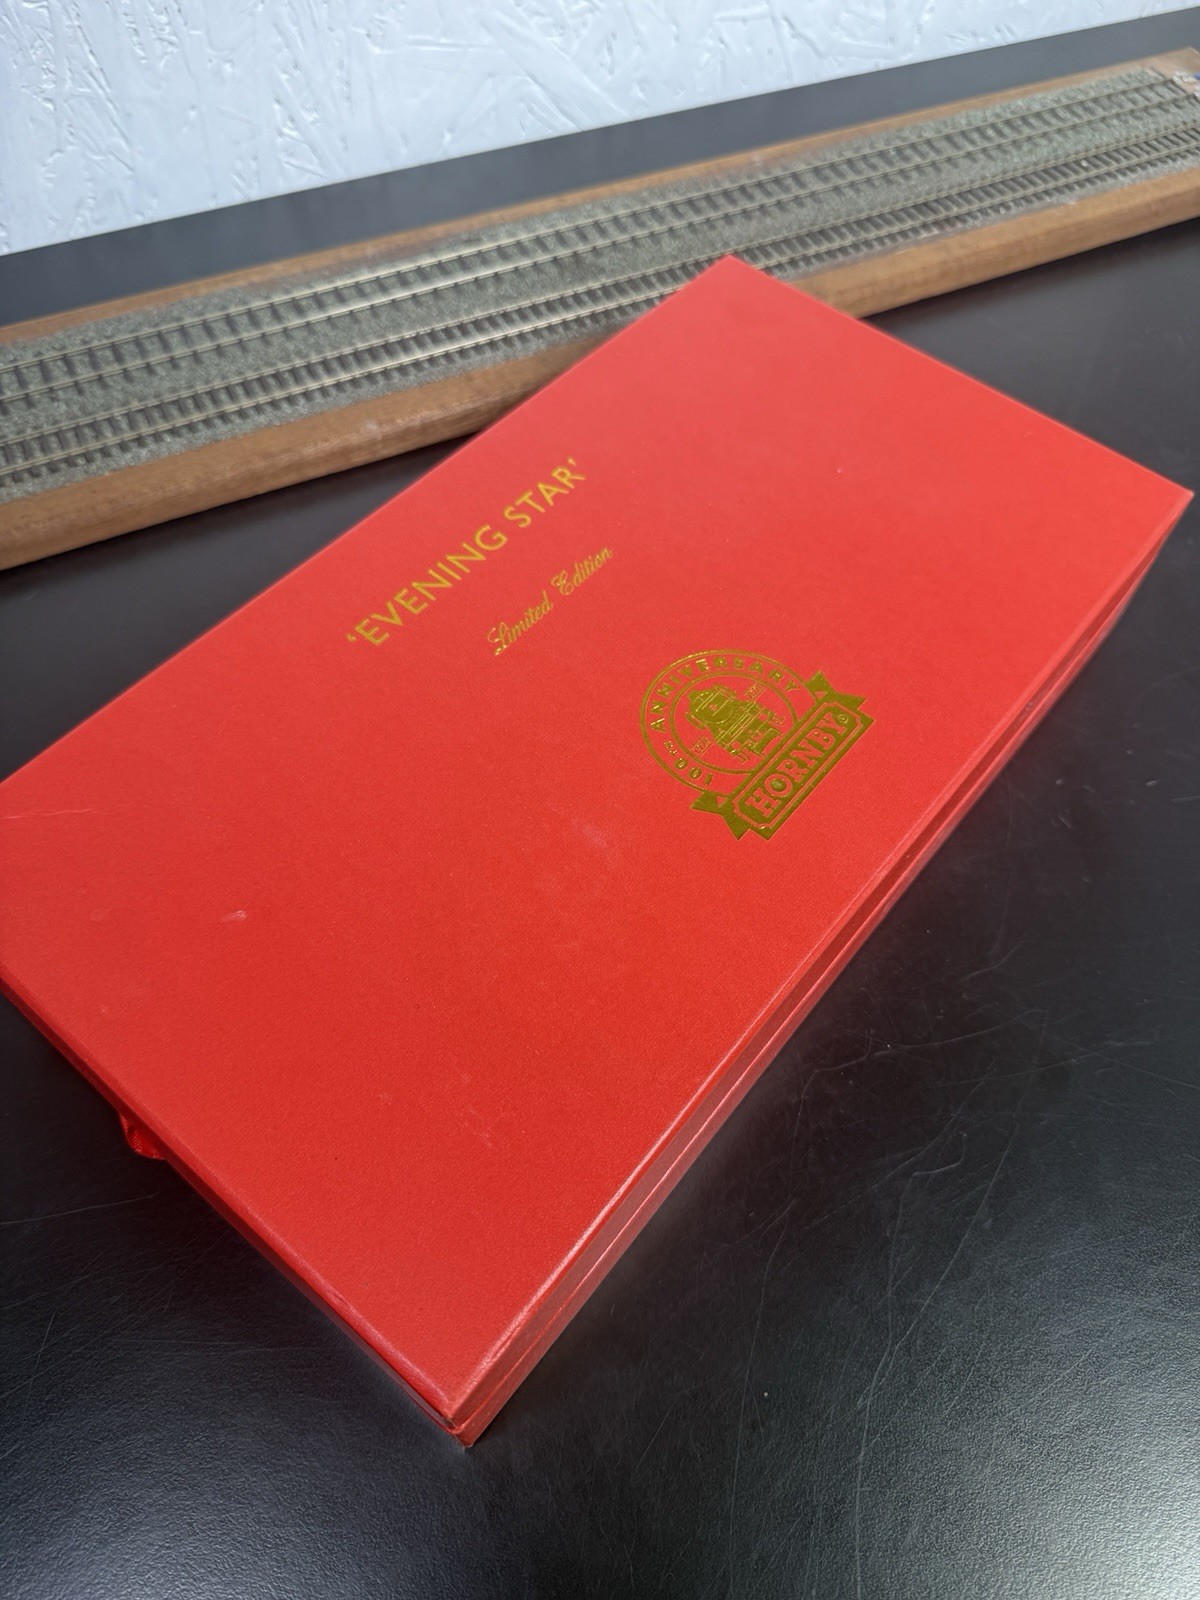 'EVENING STAR'
Limited Edition
100TH ANNIVERSARY
HORNBY®